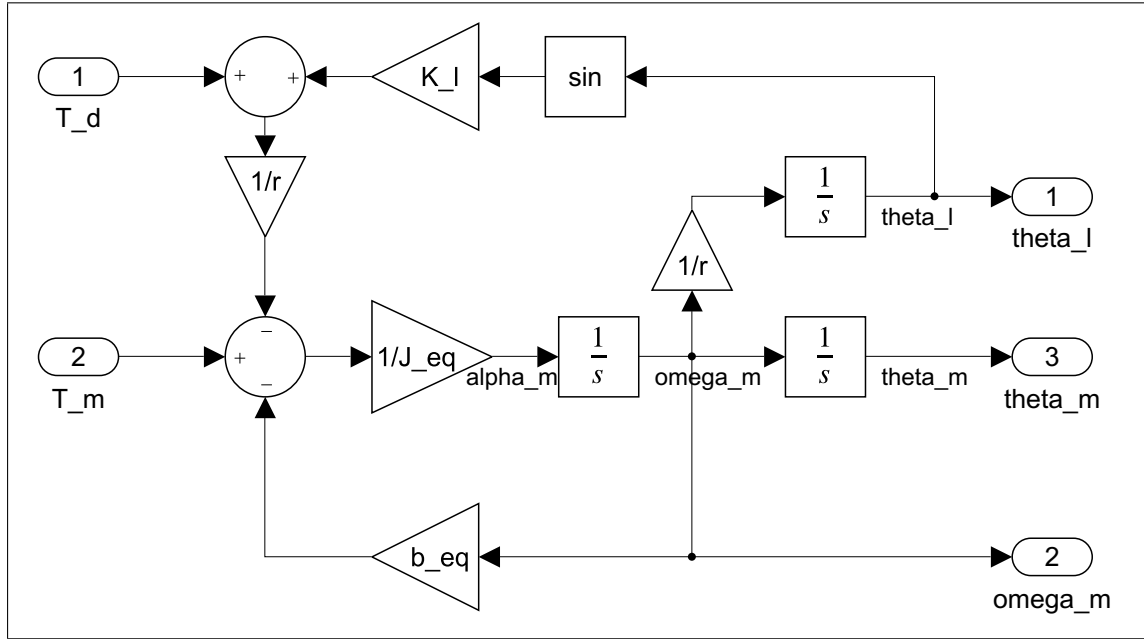 1
+
+
K_l
sin
T_d
1/r
1
s
theta_l
1
theta_l
1/r
−
2
+
−
T_m
1/J_eq
alpha_m
1
s
omega_m
1
s
theta_m
3
theta_m
b_eq
2
omega_m